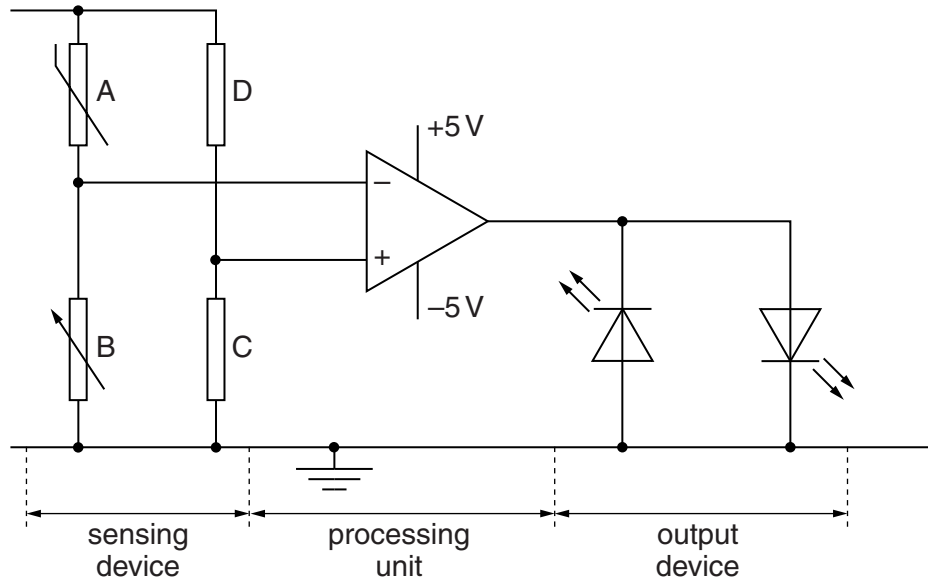 A
D
+5 V
–
+
–5 V
B
C
sensing
device
processing
unit
output
device